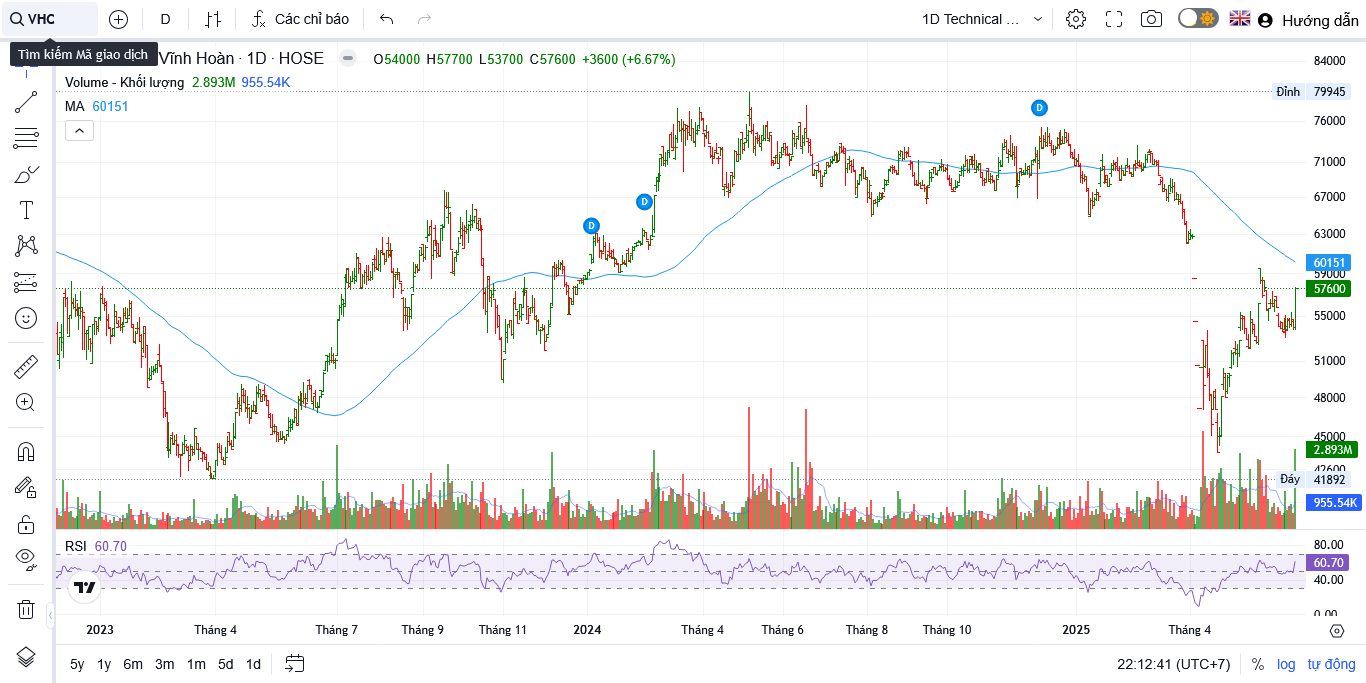 VHC D Các chỉ báo 1D Technical ... Hướng dẫn
Tìm kiếm Mã giao dịch
Vĩnh Hoàn · 1D · HOSE O54000 H57700 L53700 C57600 +3600 (+6.67%)
Volume - Khối lượng 2.893M 955.54K
MA 60151
84000
Đỉnh 79945
76000
71000
67000
63000
60151
59000
57600
55000
51000
48000
45000
2.893M
42600
Đáy 41892
955.54K
D
D
D
RSI 60.70
80.00
60.70
40.00
0.00
2023 Tháng 4 Tháng 7 Tháng 9 Tháng 11 2024 Tháng 4 Tháng 6 Tháng 8 Tháng 10 2025 Tháng 4
5y 1y 6m 3m 1m 5d 1d 22:12:41 (UTC+7) % log tự động